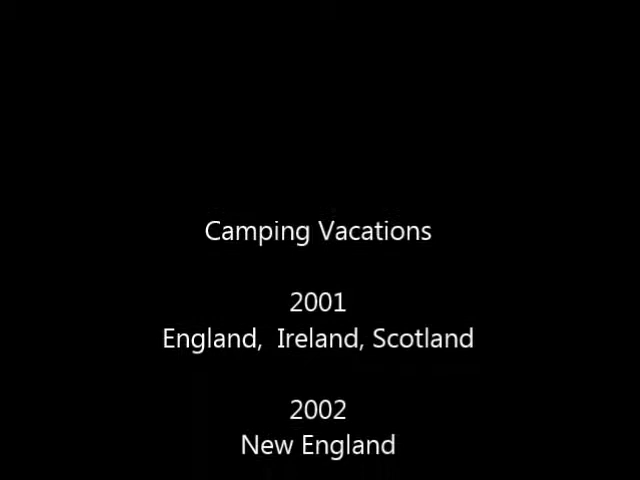 Camping Vacations
2001
England,  Ireland, Scotland
2002
New England